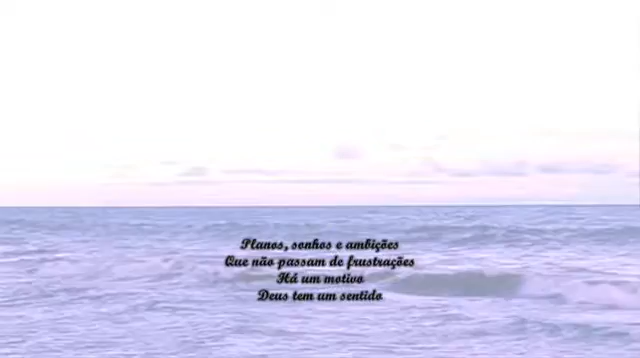 Planos, sonhos e ambições
Que não passam de frustrações
Há um motivo
Deus tem um sentido